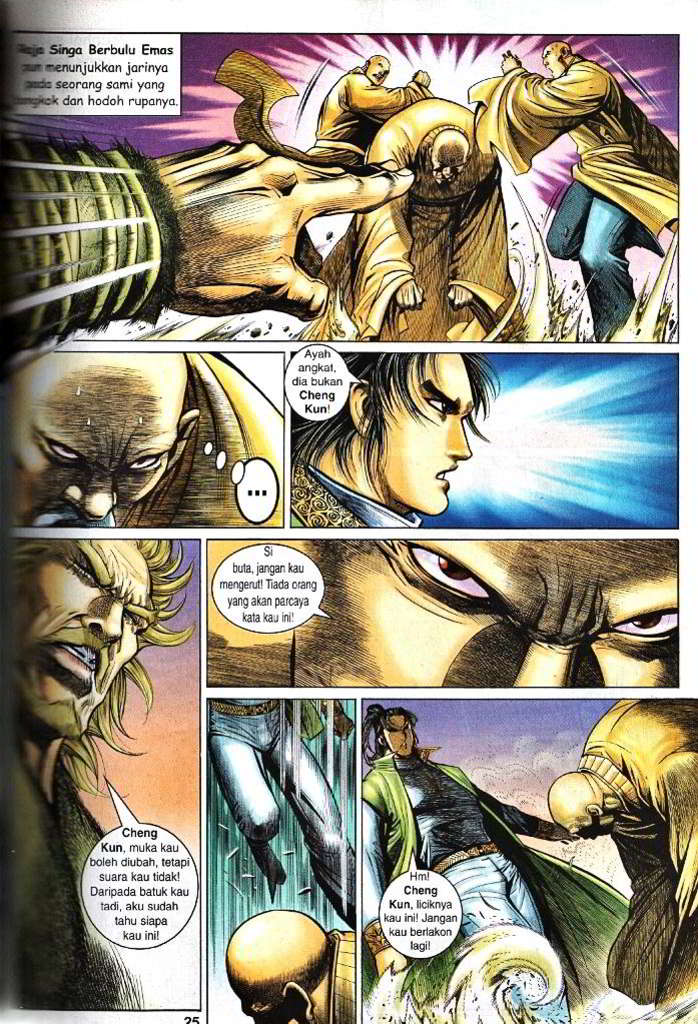 Raja Singa Berbulu Emas
pun menunjukkan jarinya
pada seorang sami yang
bongkok dan hodoh rupanya.
Ayah
angkat,
dia bukan
Cheng
Kun!
...
Si
buta, jangan kau
mengerut! Tiada orang
yang akan parcaya
kata kau ini!
Cheng
Kun, muka kau
boleh diubah, tetapi
suara kau tidak!
Daripada batuk kau
tadi, aku sudah
tahu siapa
kau ini!
Hm!
Cheng
Kun, liciknya
kau ini! Jangan
kau berlakon
lagi!
25